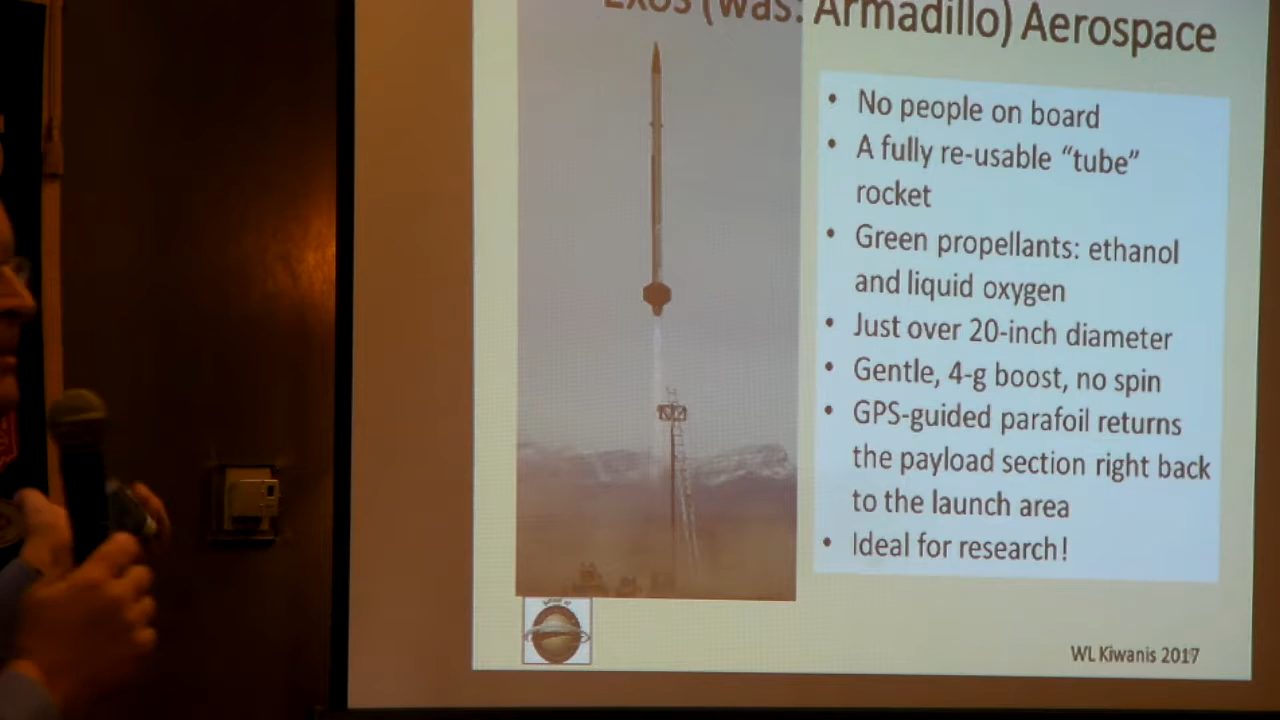 Exos (was: Armadillo) Aerospace
• No people on board
• A fully re-usable “tube”
rocket
• Green propellants: ethanol
and liquid oxygen
• Just over 20-inch diameter
• Gentle, 4-g boost, no spin
• GPS-guided parafoil returns
the payload section right back
to the launch area
• Ideal for research!
WL Kiwanis 2017